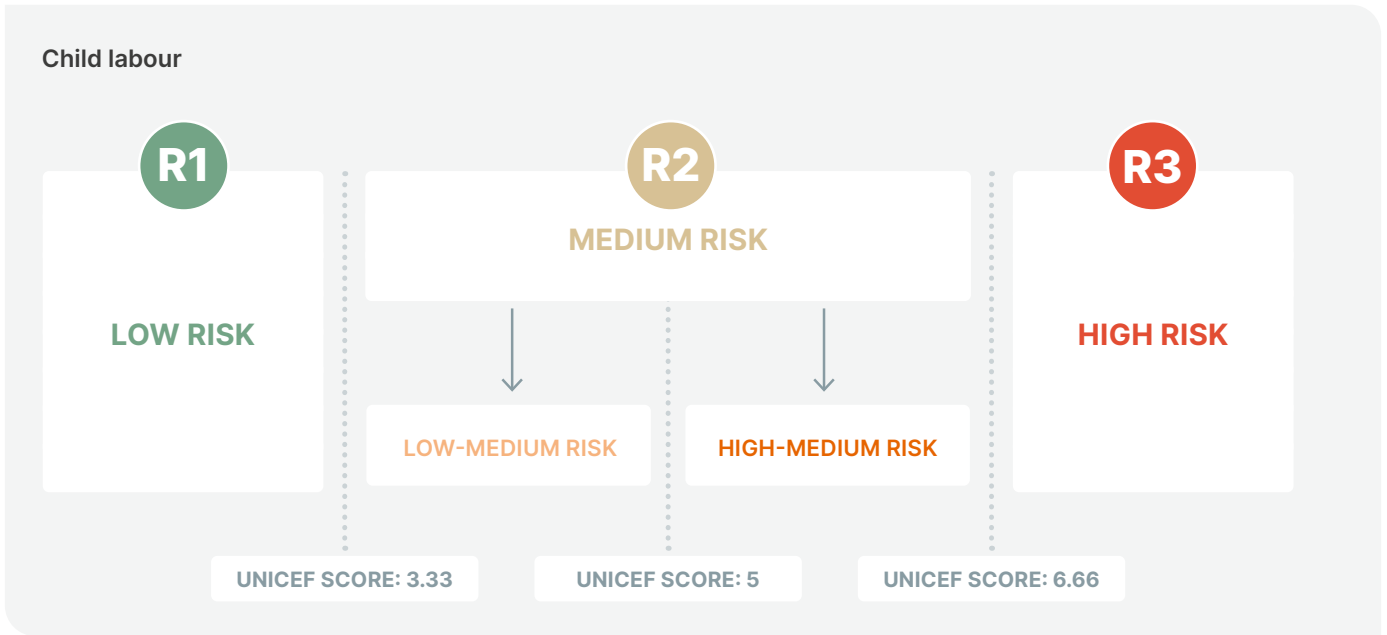 Child labour
R1
R2
R3
MEDIUM RISK
LOW RISK
HIGH RISK
LOW-MEDIUM RISK
HIGH-MEDIUM RISK
UNICEF SCORE: 3.33
UNICEF SCORE: 5
UNICEF SCORE: 6.66